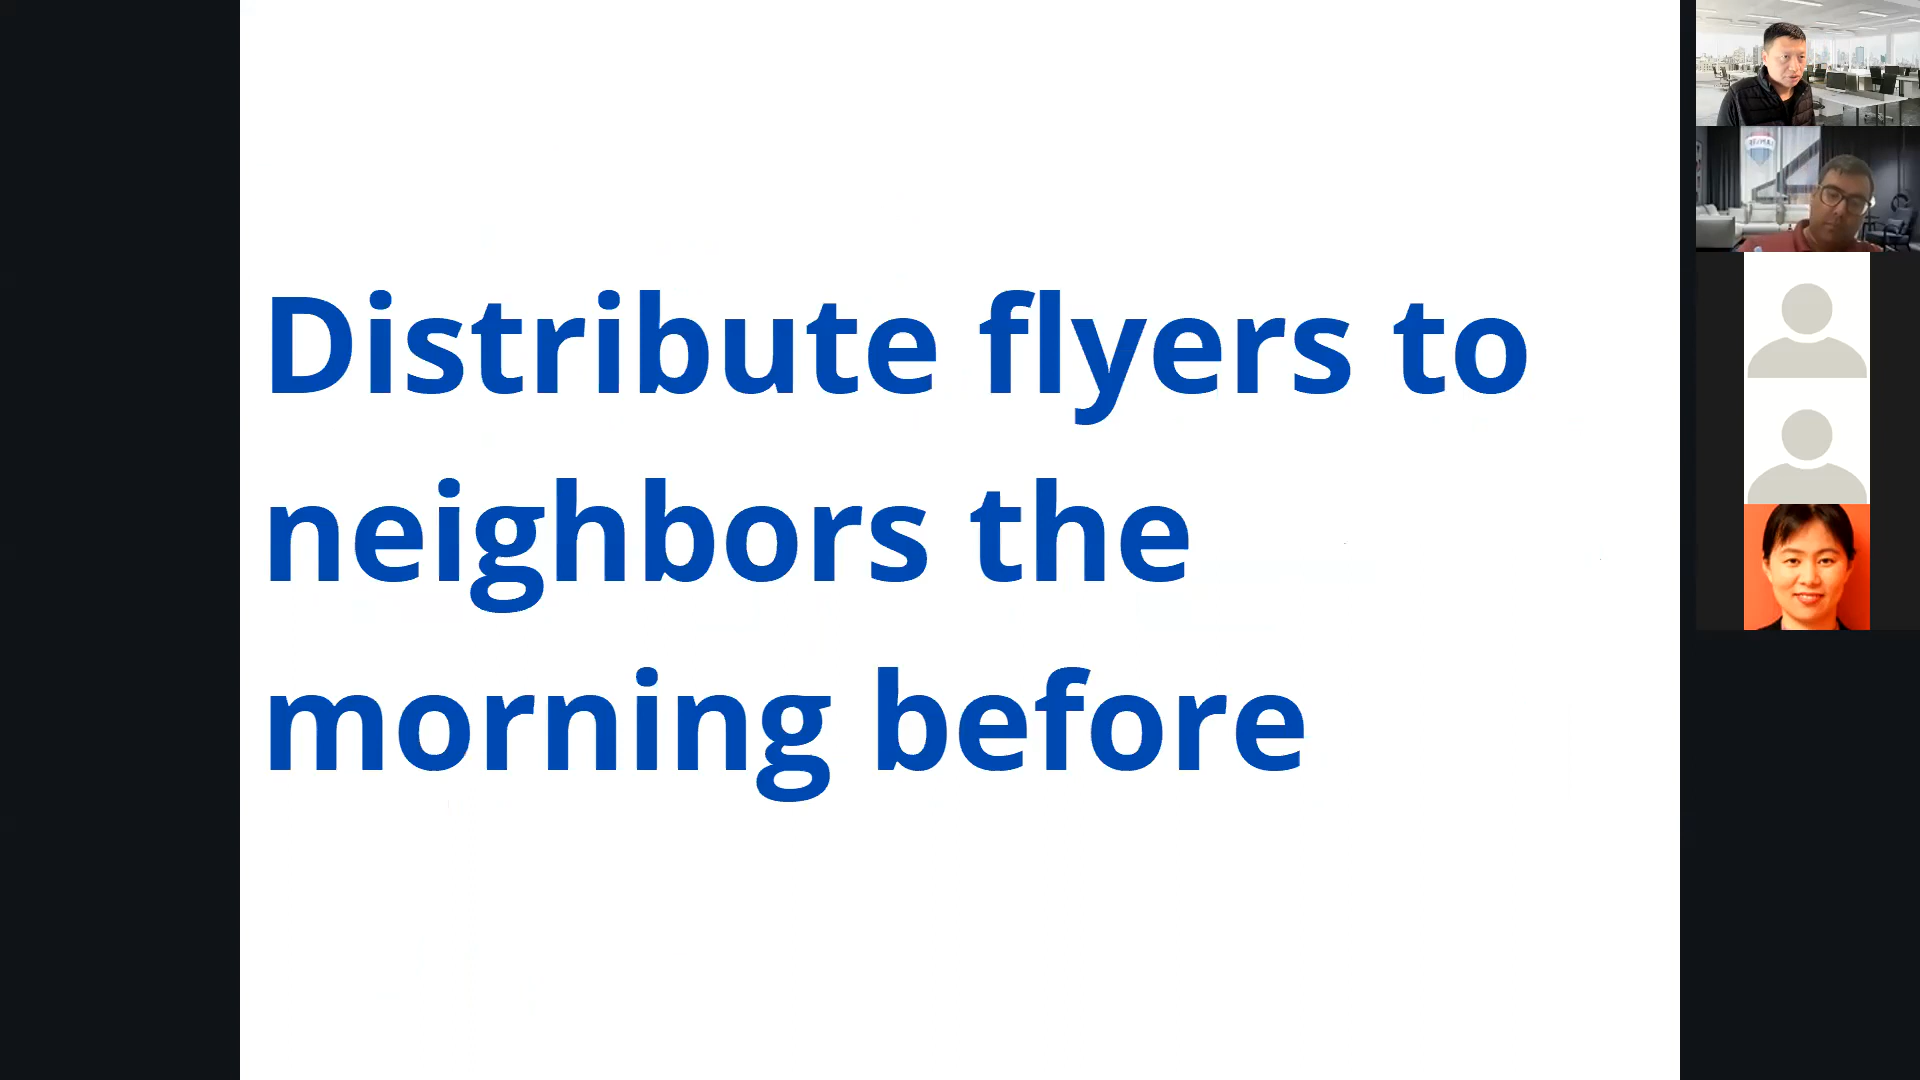 Distribute flyers to
neighbors the
morning before